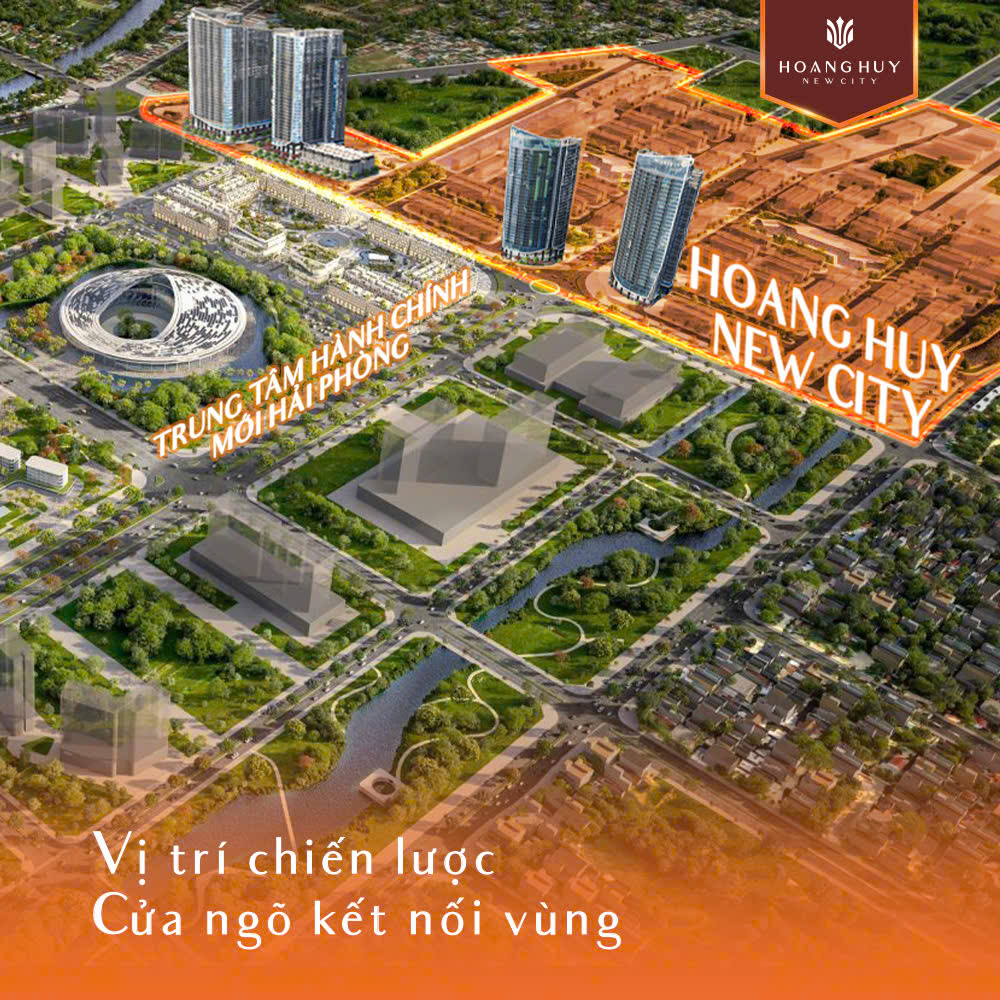 HOANG HUY
NEW CITY
HOANG HUY
NEW CITY
TRUNG TÂM HÀNH CHÍNH
MỚI HẢI PHÒNG
Vị trí chiến lược
Cửa ngõ kết nối vùng